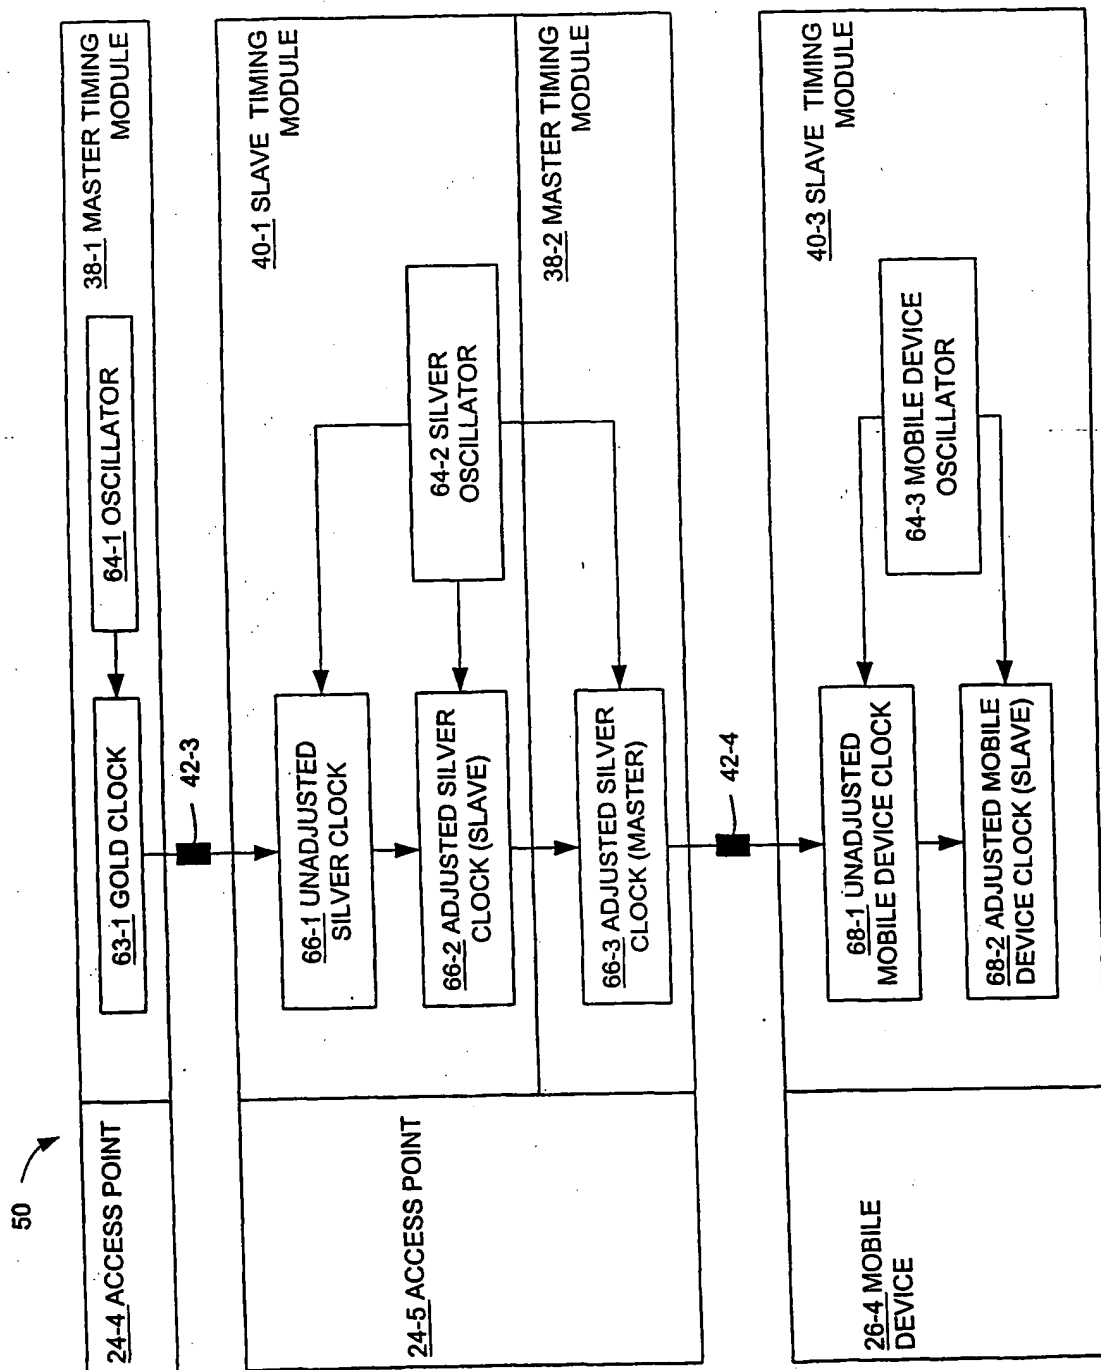 50
24-4 ACCESS POINT
63-1 GOLD CLOCK
64-1 OSCILLATOR
38-1 MASTER TIMING
MODULE
42-3
24-5 ACCESS POINT
40-1 SLAVE TIMING
MODULE
66-1 UNADJUSTED
SILVER CLOCK
66-2 ADJUSTED SILVER
CLOCK (SLAVE)
64-2 SILVER
OSCILLATOR
38-2 MASTER TIMING
MODULE
66-3 ADJUSTED SILVER
CLOCK (MASTER)
42-4
26-4 MOBILE
DEVICE
40-3 SLAVE TIMING
MODULE
68-1 UNADJUSTED
MOBILE DEVICE CLOCK
68-2 ADJUSTED MOBILE
DEVICE CLOCK (SLAVE)
64-3 MOBILE DEVICE
OSCILLATOR